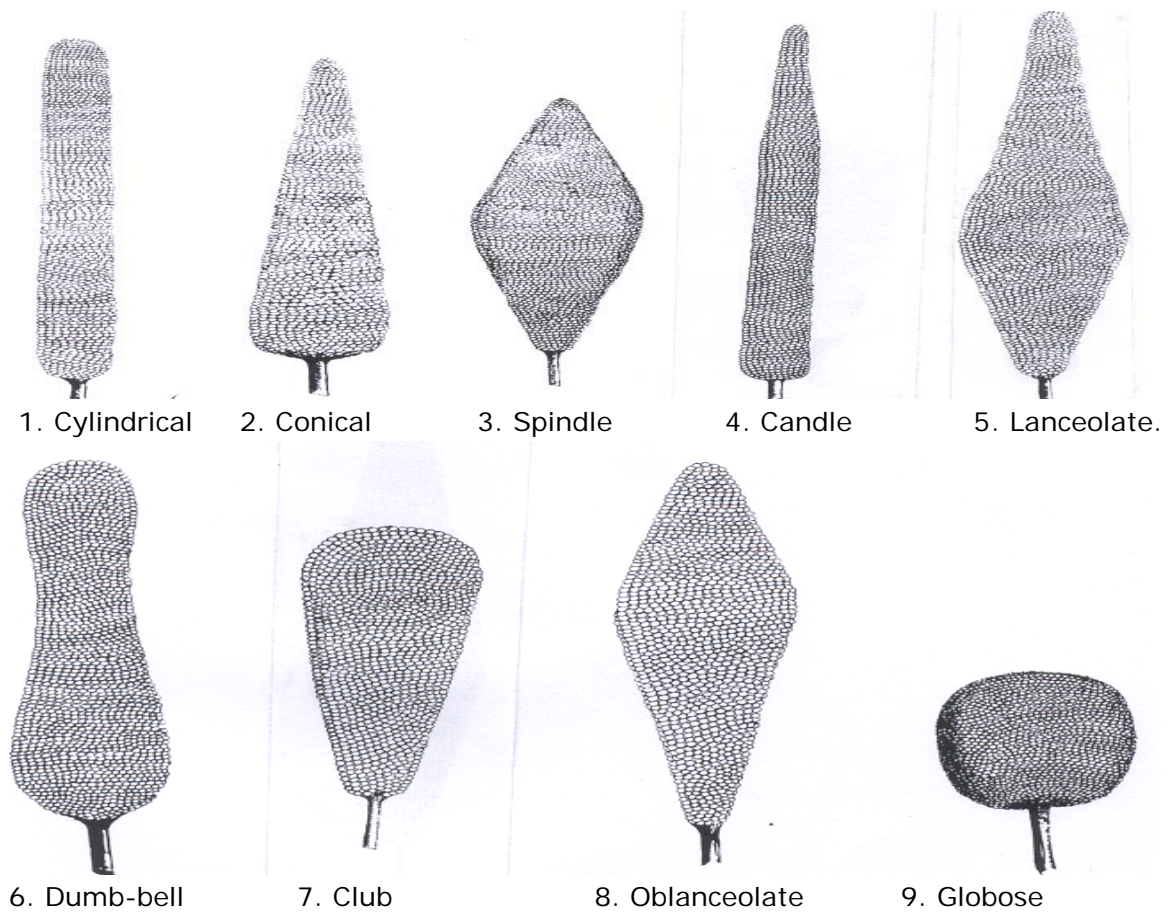 1. Cylindrical 2. Conical 3. Spindle 4. Candle 5. Lanceolate.
6. Dumb-bell 7. Club 8. Oblanceolate 9. Globose